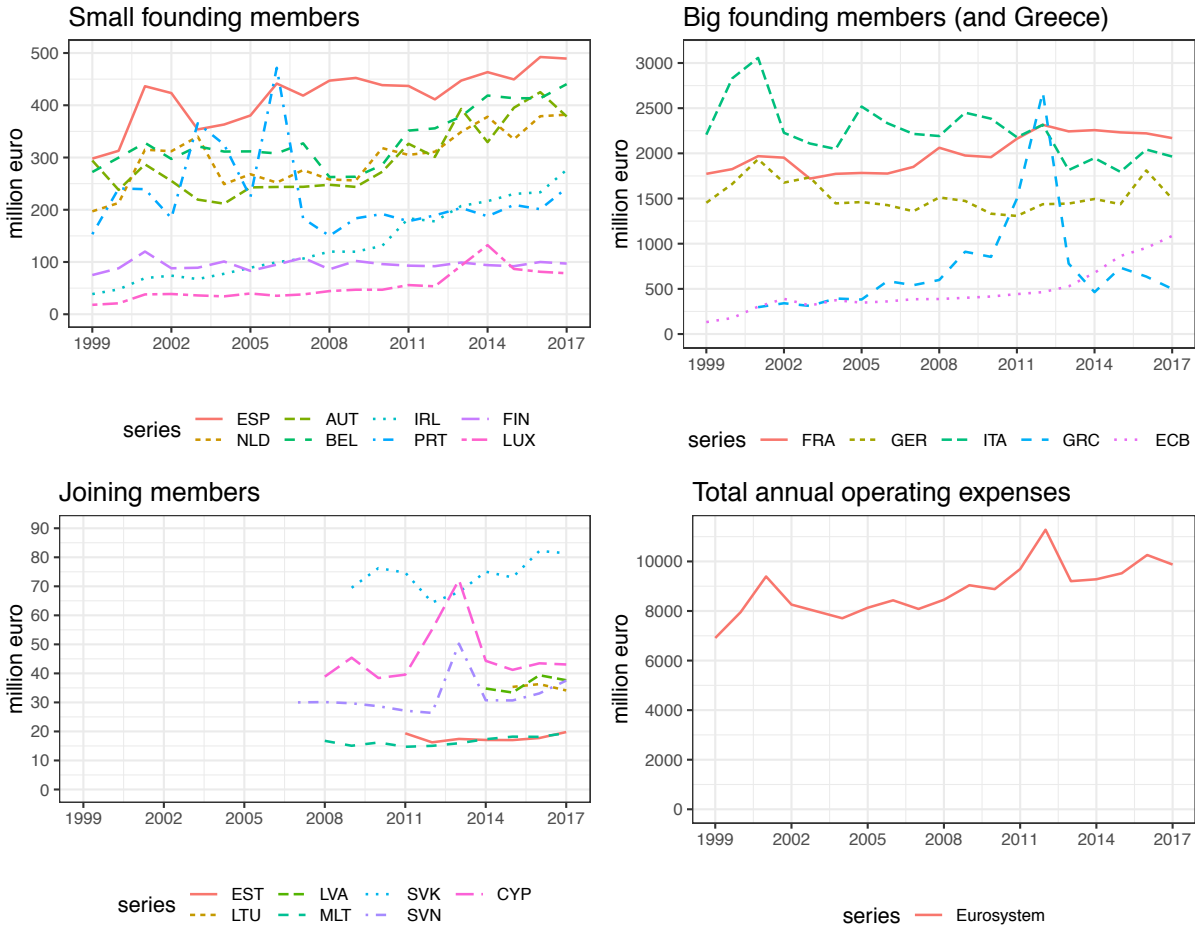 Small founding members
million euro
500
400
300
200
100
0
1999 2002 2005 2008 2011 2014 2017
series ESP AUT IRL FIN
NLD BEL PRT LUX
Big founding members (and Greece)
million euro
3000
2500
2000
1500
1000
500
0
1999 2002 2005 2008 2011 2014 2017
series FRA GER ITA GRC ECB
Joining members
million euro
90
80
70
60
50
40
30
20
10
0
1999 2002 2005 2008 2011 2014 2017
series EST LVA SVK CYP
LTU MLT SVN
Total annual operating expenses
million euro
10000
8000
6000
4000
2000
0
1999 2002 2005 2008 2011 2014 2017
series Eurosystem